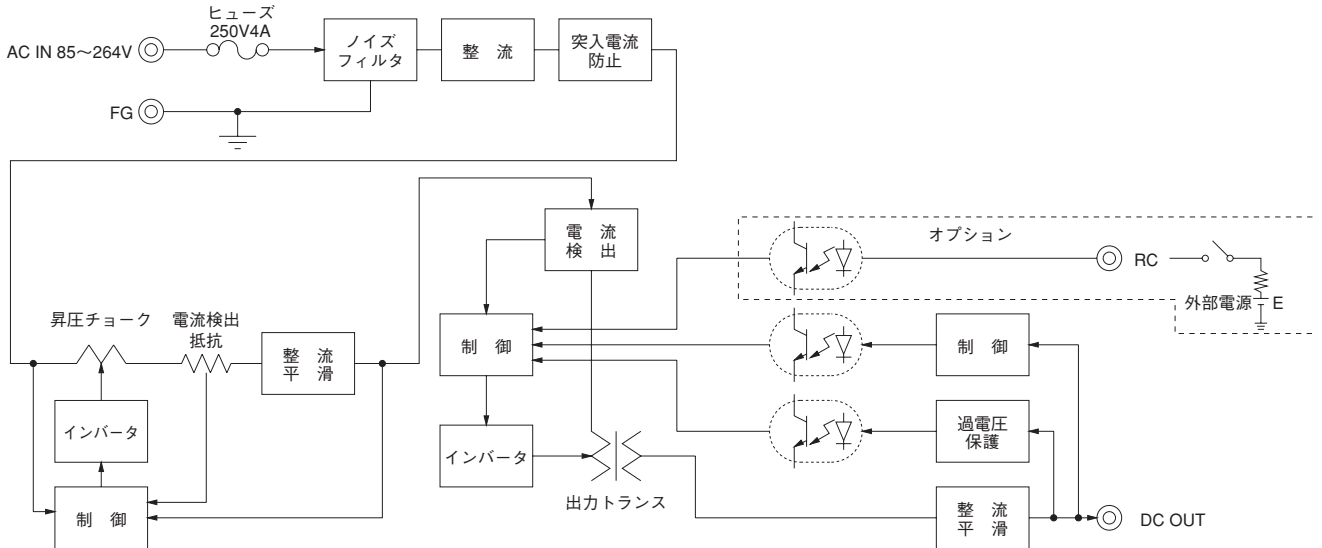 ヒューズ
250V4A
AC IN 85〜264V
ノイズ
フィルタ
整 流
突入電流
防止
FG
電 流
検 出
オプション
RC
外部電源
E
昇圧チョーク
電流検出
抵抗
整 流
平 滑
制 御
制 御
インバータ
過電圧
保護
インバータ
出力トランス
制 御
整 流
平 滑
DC OUT